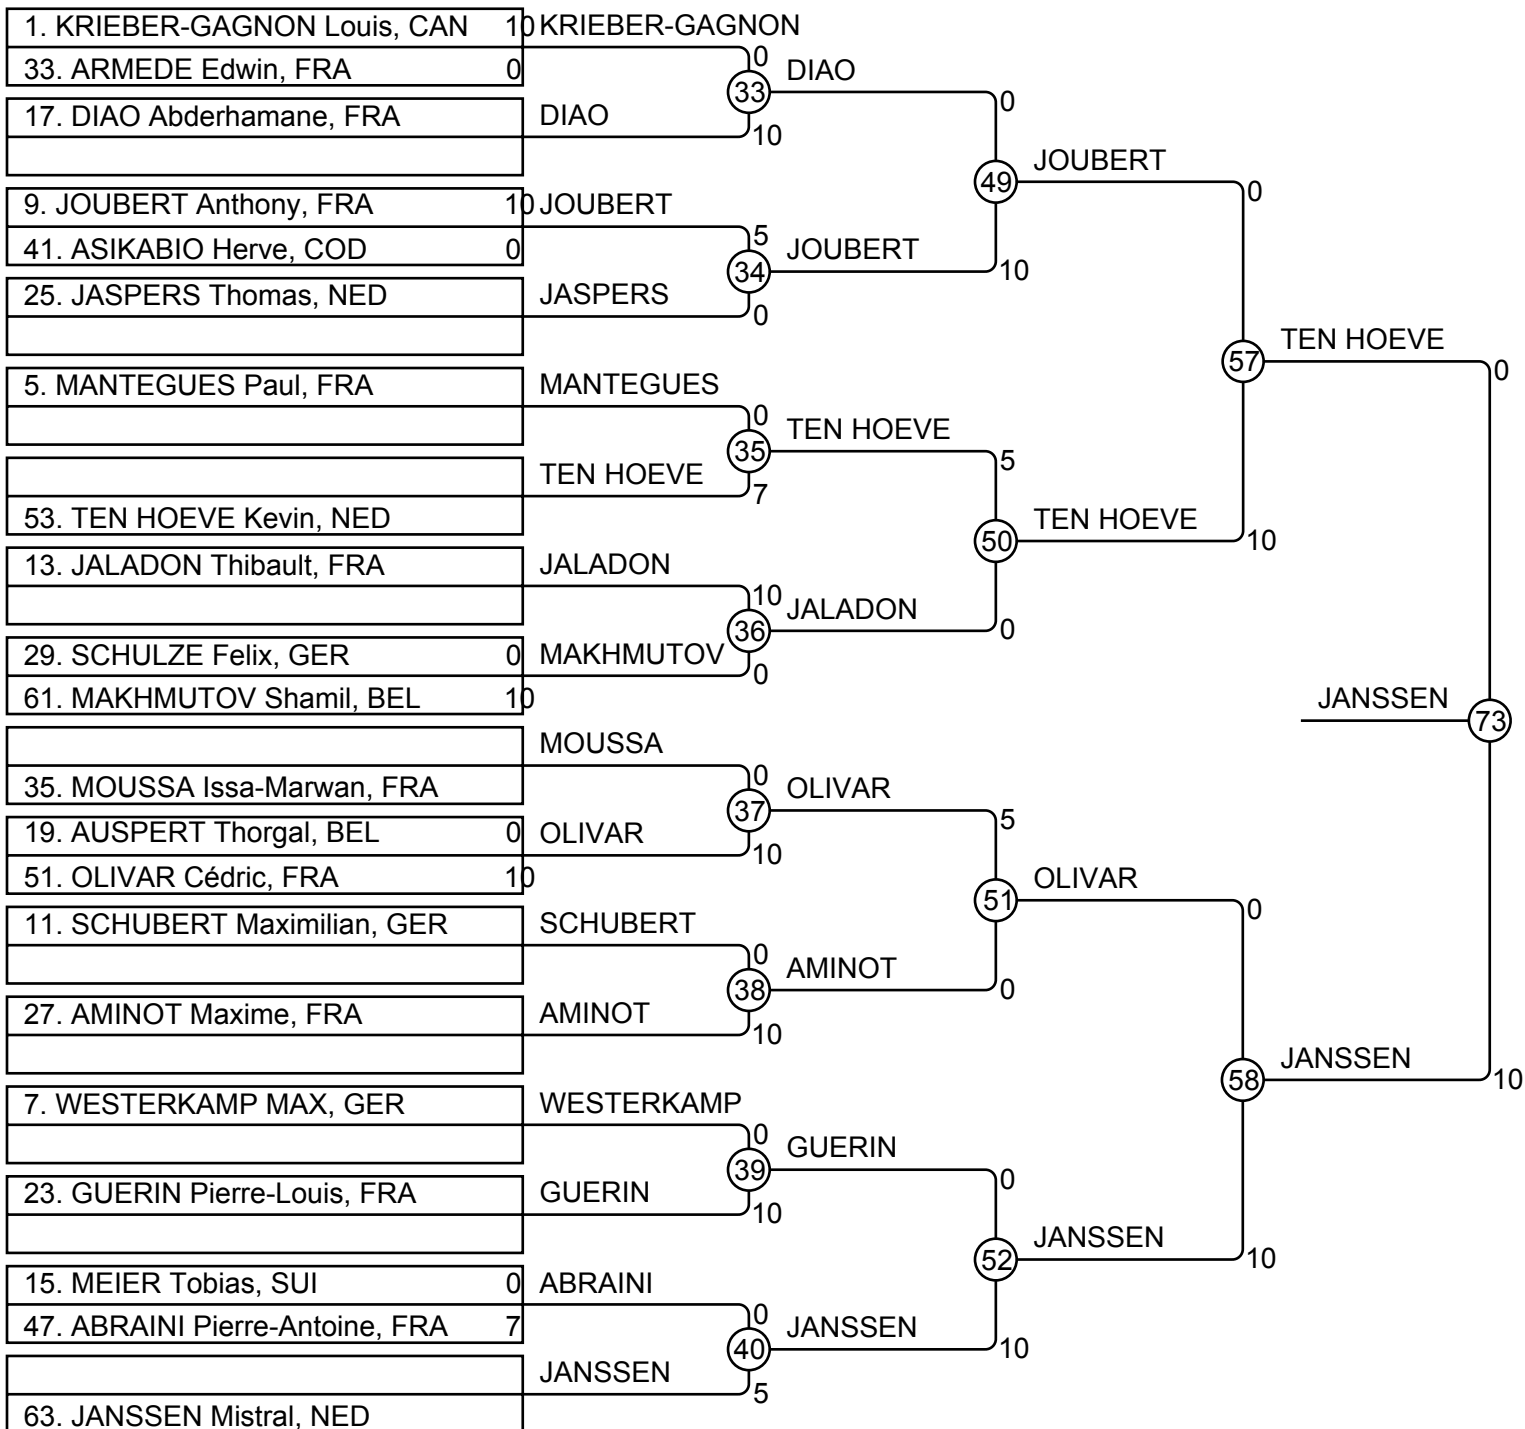 1. KRIEBER-GAGNON Louis, CAN 10 KRIEBER-GAGNON
0
33. ARMEDE Edwin, FRA 0
33 DIAO
17. DIAO Abderhamane, FRA DIAO
10
0
49 JOUBERT
9. JOUBERT Anthony, FRA 10 JOUBERT
0
5
41. ASIKABIO Herve, COD 0
34 JOUBERT
10
25. JASPERS Thomas, NED JASPERS
0
57 TEN HOEVE
0
5. MANTEGUES Paul, FRA MANTEGUES
0
35 TEN HOEVE
5
TEN HOEVE
7
53. TEN HOEVE Kevin, NED
50 TEN HOEVE
10
13. JALADON Thibault, FRA JALADON
10
36 JALADON
0
29. SCHULZE Felix, GER 0 MAKHMUTOV
0
61. MAKHMUTOV Shamil, BEL 10
JANSSEN 73
MOUSSA
0
35. MOUSSA Issa-Marwan, FRA
37 OLIVAR
5
19. AUSPERT Thorgal, BEL 0 OLIVAR
10
51. OLIVAR Cédric, FRA 10
51 OLIVAR
0
11. SCHUBERT Maximilian, GER SCHUBERT
0
38 AMINOT
0
27. AMINOT Maxime, FRA AMINOT
10
58 JANSSEN
10
7. WESTERKAMP MAX, GER WESTERKAMP
0
39 GUERIN
0
23. GUERIN Pierre-Louis, FRA GUERIN
10
52 JANSSEN
10
15. MEIER Tobias, SUI 0 ABRAINI
0
47. ABRAINI Pierre-Antoine, FRA 7
40 JANSSEN
10
JANSSEN
5
63. JANSSEN Mistral, NED